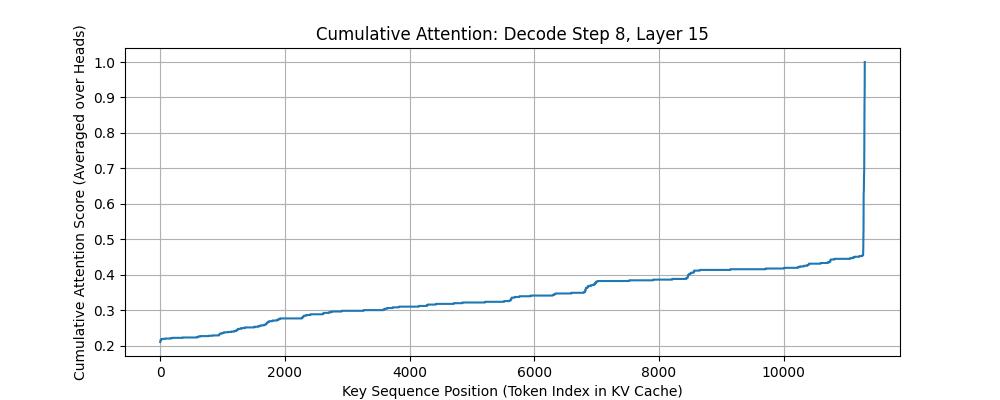 Cumulative Attention: Decode Step 8, Layer 15
Cumulative Attention Score (Averaged over Heads)
1.0
0.9
0.8
0.7
0.6
0.5
0.4
0.3
0.2
0 2000 4000 6000 8000 10000
Key Sequence Position (Token Index in KV Cache)